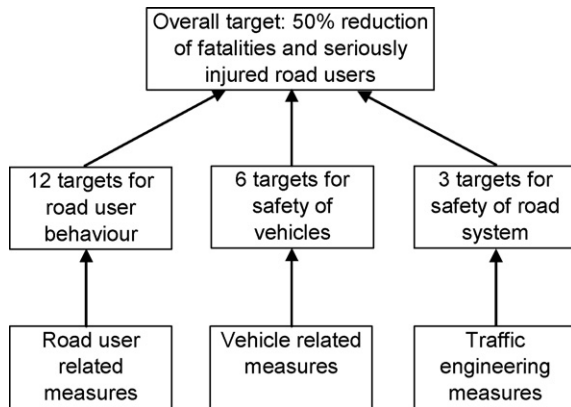 Overall target: 50% reduction
of fatalities and seriously
injured road users
12 targets for
road user
behaviour
6 targets for
safety of
vehicles
3 targets for
safety of road
system
Road user
related
measures
Vehicle related
measures
Traffic
engineering
measures